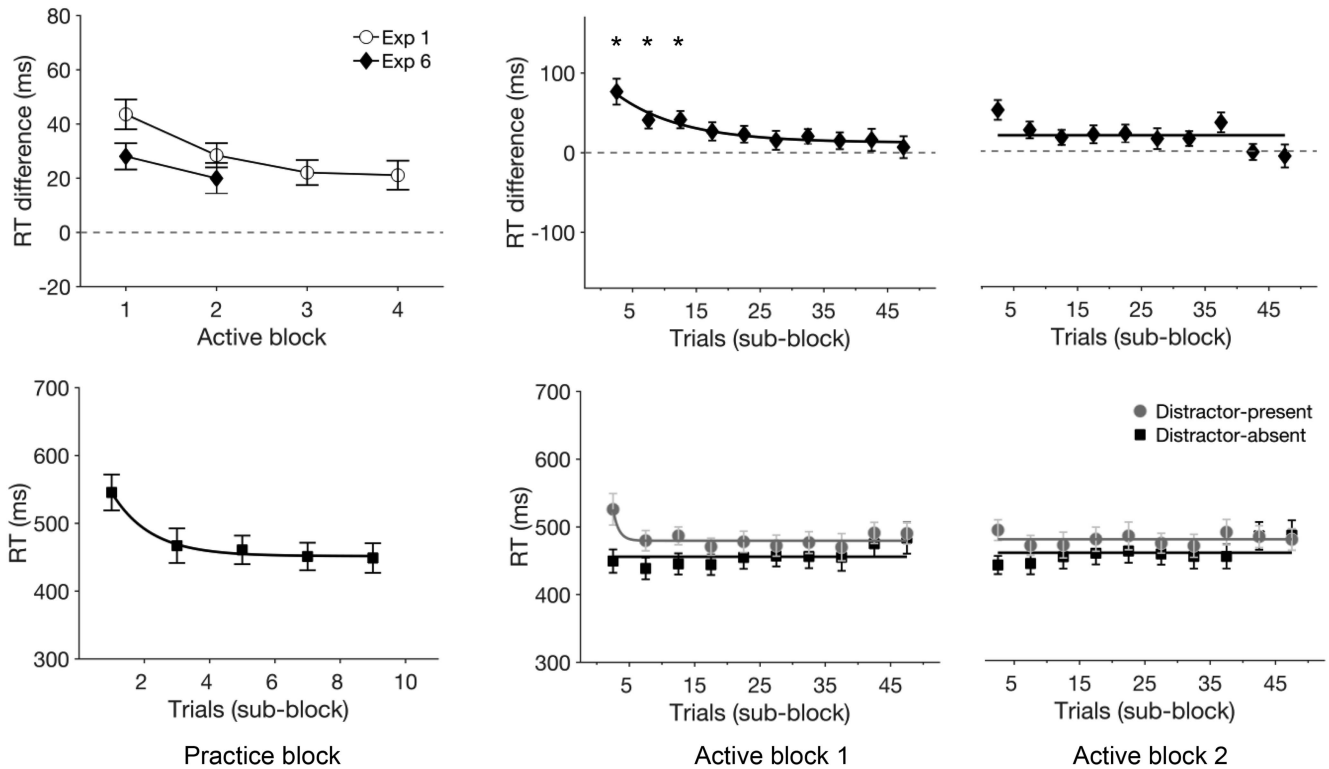 80
60
40
20
0
-20
RT difference (ms)
Exp 1
Exp 6
1 2 3 4
Active block
* * *
100
0
-100
RT difference (ms)
5 15 25 35 45
Trials (sub-block)
5 15 25 35 45
Trials (sub-block)
700
600
500
400
300
RT (ms)
2 4 6 8 10
Trials (sub-block)
Practice block
700
600
500
400
300
RT (ms)
5 15 25 35 45
Trials (sub-block)
Active block 1
Distractor-present
Distractor-absent
5 15 25 35 45
Trials (sub-block)
Active block 2